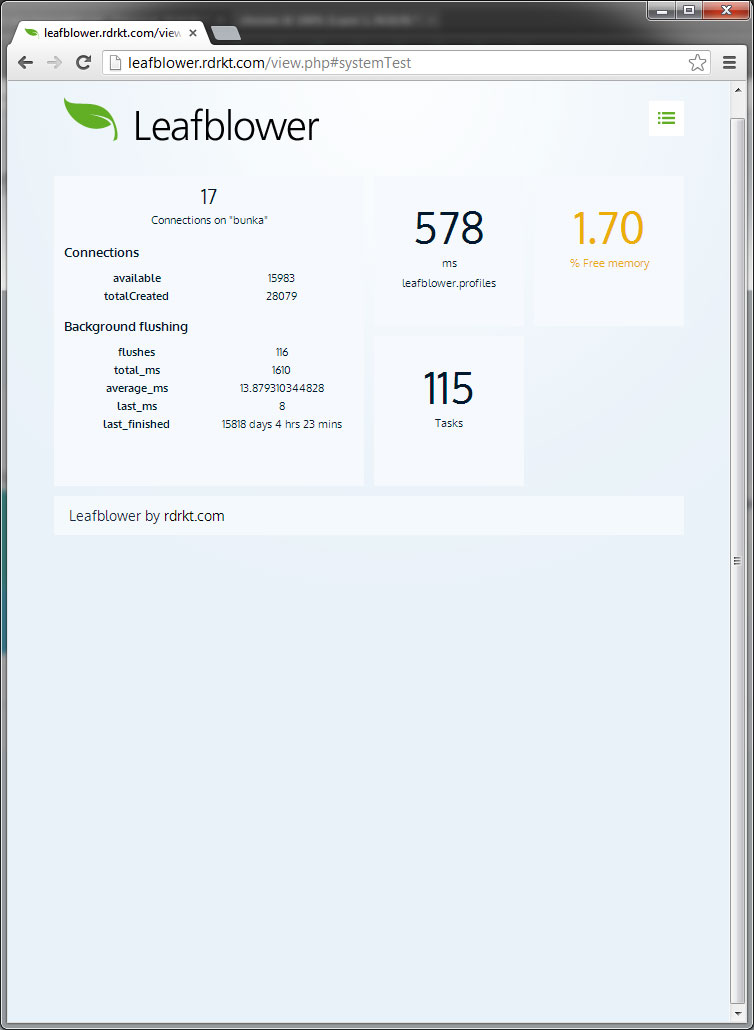 leafblower.rdrkt.com/view
leafblower.rdrkt.com/view.php#systemTest
Leafblower
17
Connections on "bunka"
Connections
available 15983
totalCreated 28079
Background flushing
flushes 116
total_ms 1610
average_ms 13.879310344828
last_ms 8
last_finished 15818 days 4 hrs 23 mins
578
ms
leafblower.profiles
1.70
% Free memory
115
Tasks
Leafblower by rdrkt.com